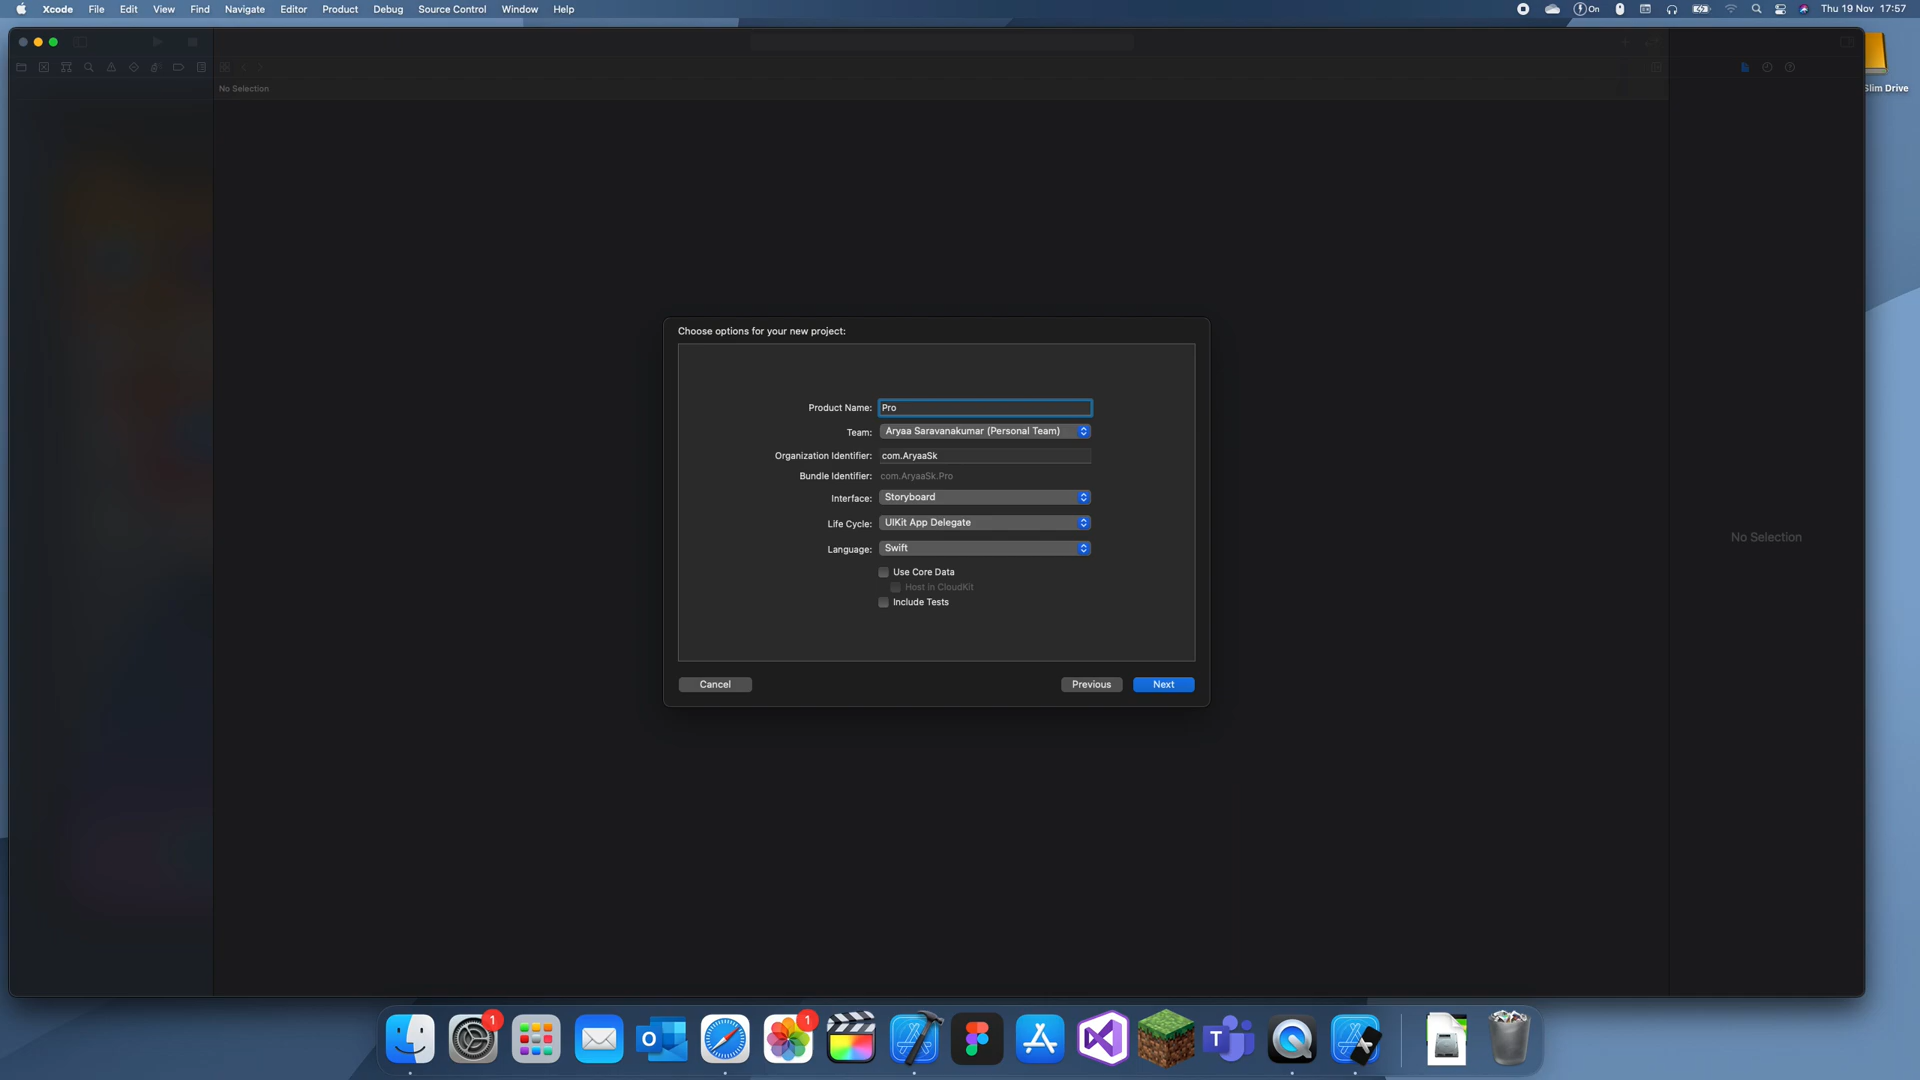 Xcode File Edit View Find Navigate Editor Product Debug Source Control Window Help On Thu 19 Nov 17:57
No Selection
Slim Drive
Choose options for your new project:
Product Name: Pro
Team: Aryaa Saravanakumar (Personal Team)
Organization Identifier: com.AryaaSk
Bundle Identifier: com.AryaaSk.Pro
Interface: Storyboard
Life Cycle: UIKit App Delegate
Language: Swift
Use Core Data
Host in CloudKit
Include Tests
No Selection
Cancel Previous Next
1 1